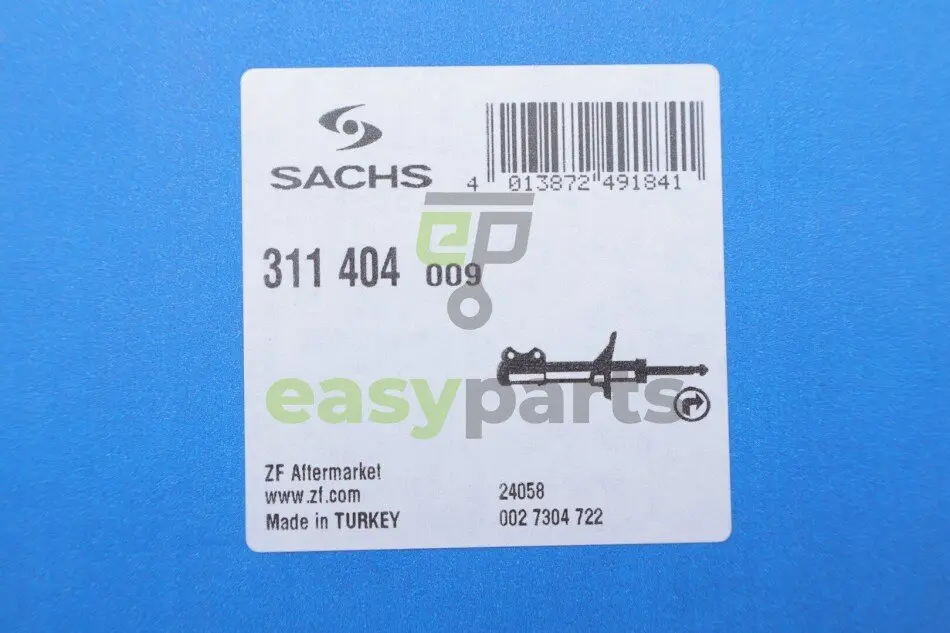 SACHS
4 013872 491841
311 404 009
ep
easyparts
ZF Aftermarket
www.zf.com
Made in TURKEY
24058
002 7304 722